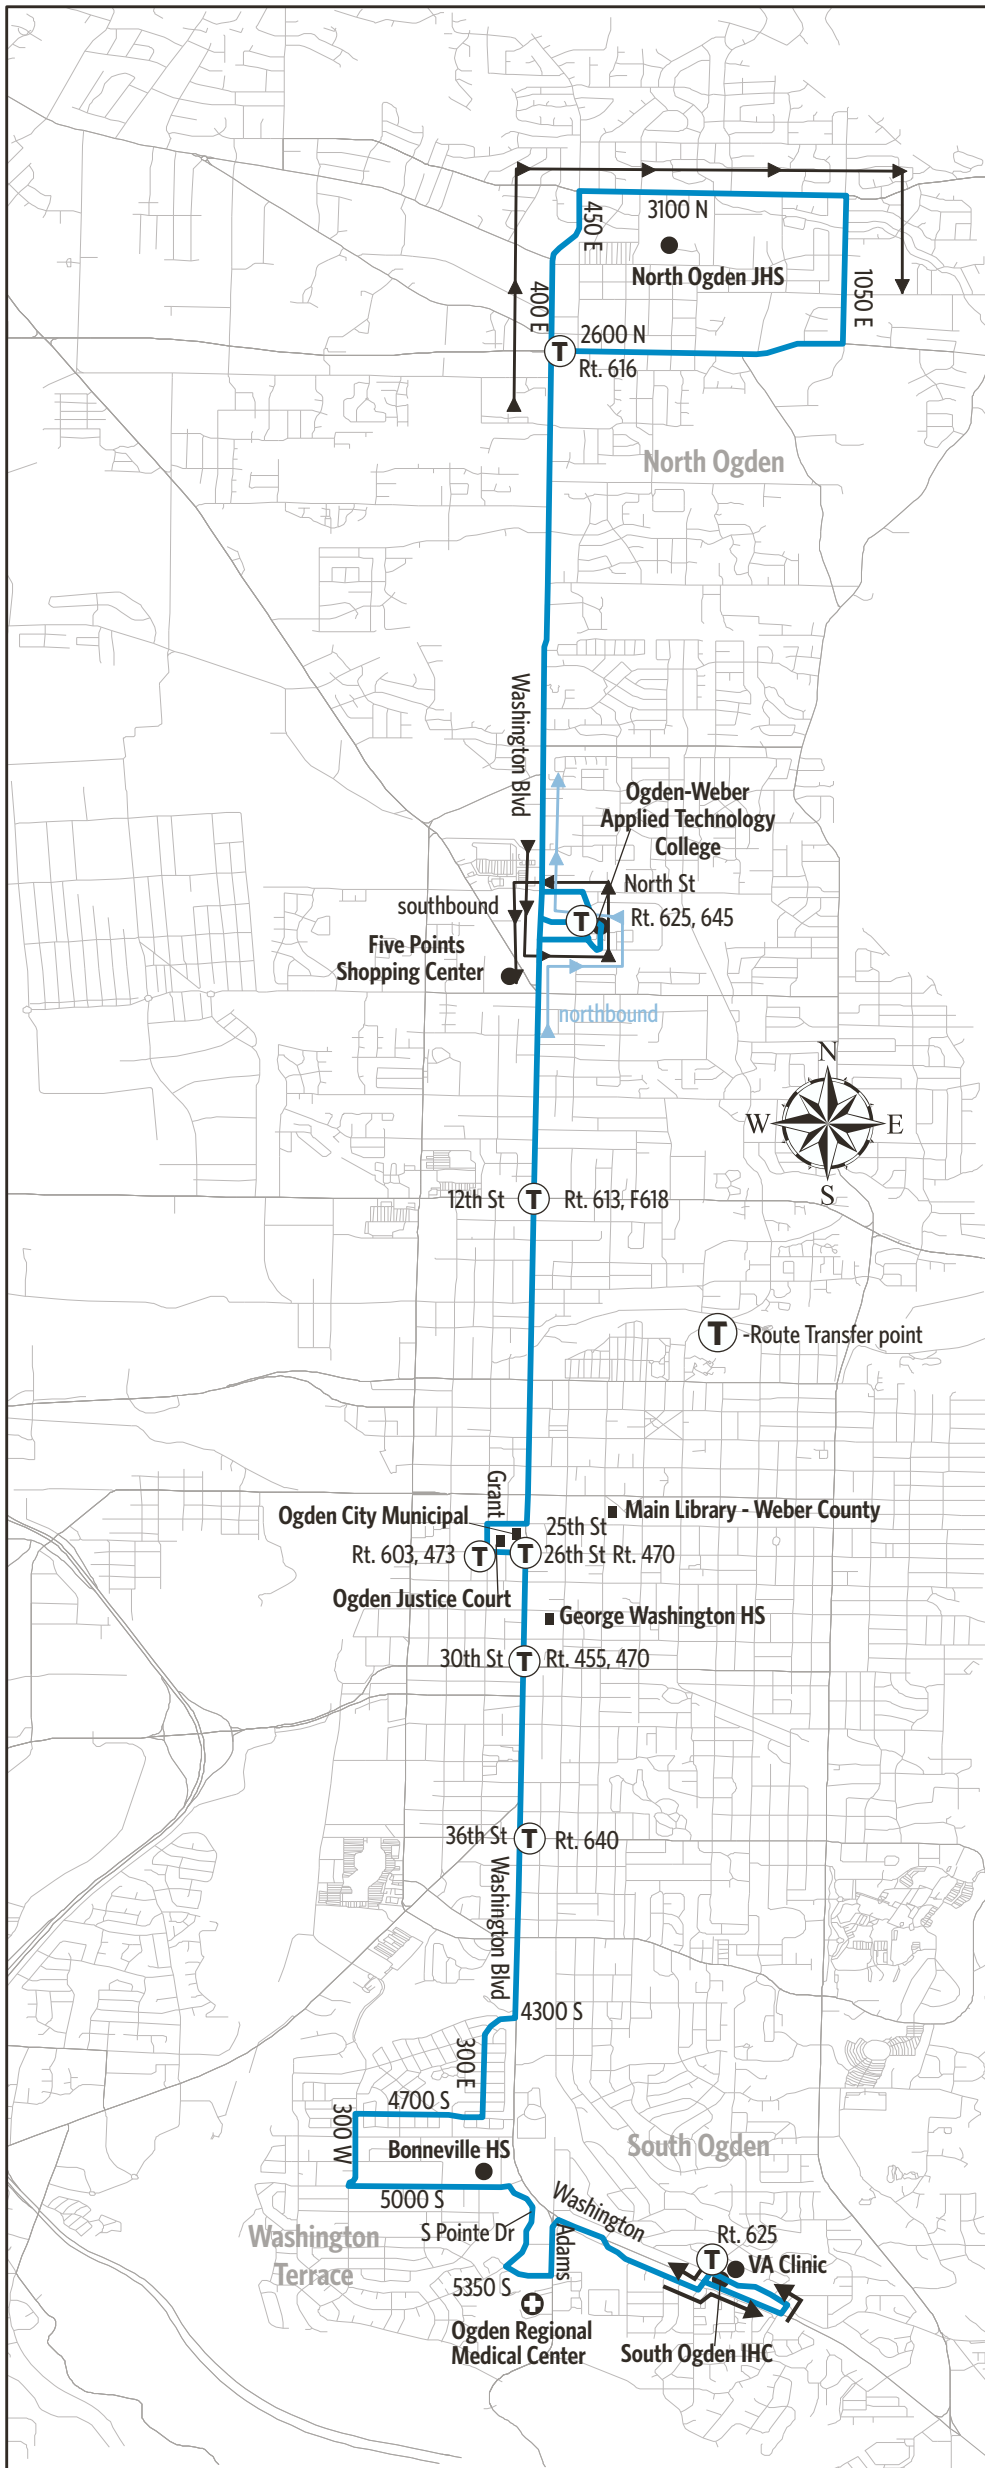 3100 N
450 E
North Ogden JHS
1050 E
400 E
2600 N
T
Rt. 616
North Ogden
Washington Blvd
Ogden-Weber
Applied Technology
College
North St
southbound
T
Rt. 625, 645
Five Points
Shopping Center
northbound
N
W
E
S
12th St
T
Rt. 613, F618
T
-Route Transfer point
Grant
Main Library - Weber County
Ogden City Municipal
25th St
Rt. 603, 473
T
T
26th St Rt. 470
Ogden Justice Court
George Washington HS
30th St
T
Rt. 455, 470
36th St
T
Rt. 640
Washington Blvd
4300 S
300 E
4700 S
300 W
Bonneville HS
South Ogden
5000 S
Washington
S Pointe Dr
Washington
Terrace
Adams
Rt. 625
T
VA Clinic
5350 S
Ogden Regional
Medical Center
South Ogden IHC